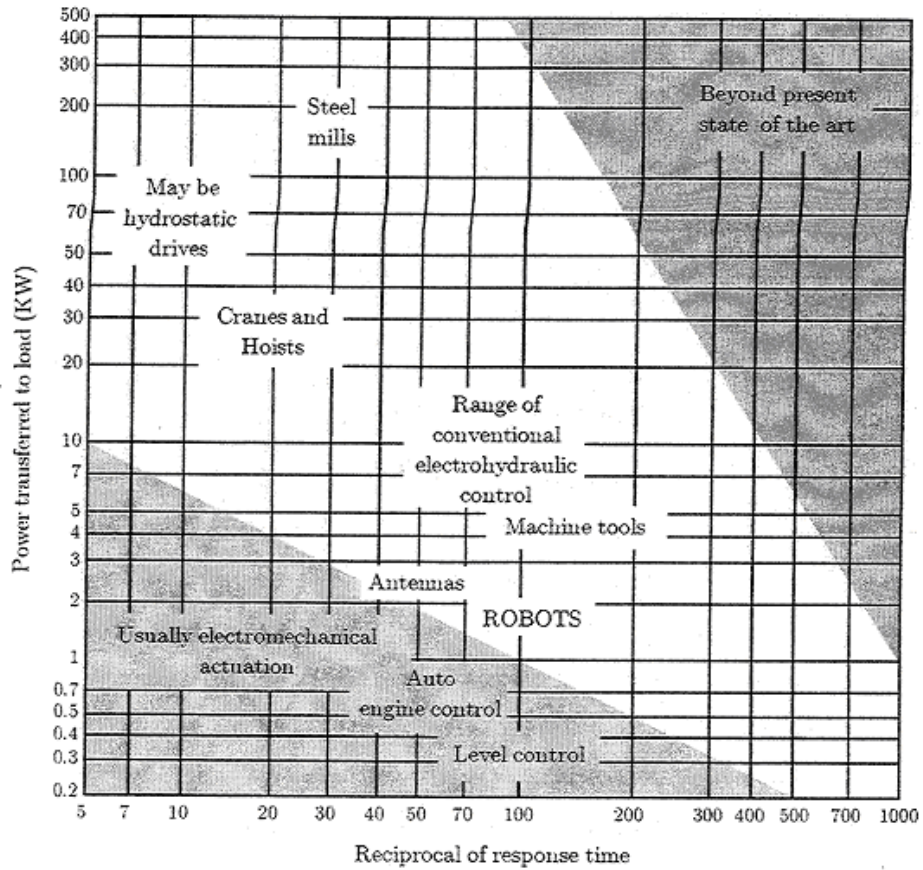 500
400
300
200
100
70
50
40
30
20
10
7
5
4
3
2
1
0.7
0.5
0.4
0.3
0.2
Power transferred to load (KW)
Steel
mills
Beyond present
state of the art
May be
hydrostatic
drives
Cranes and
Hoists
Range of
conventional
electrohydraulic
control
Machine tools
Antennas
ROBOTS
Usually electromechanical
actuation
Auto
engine control
Level control
5 7 10 20 30 40 50 70 100 200 300 400 500 700 1000
Reciprocal of response time